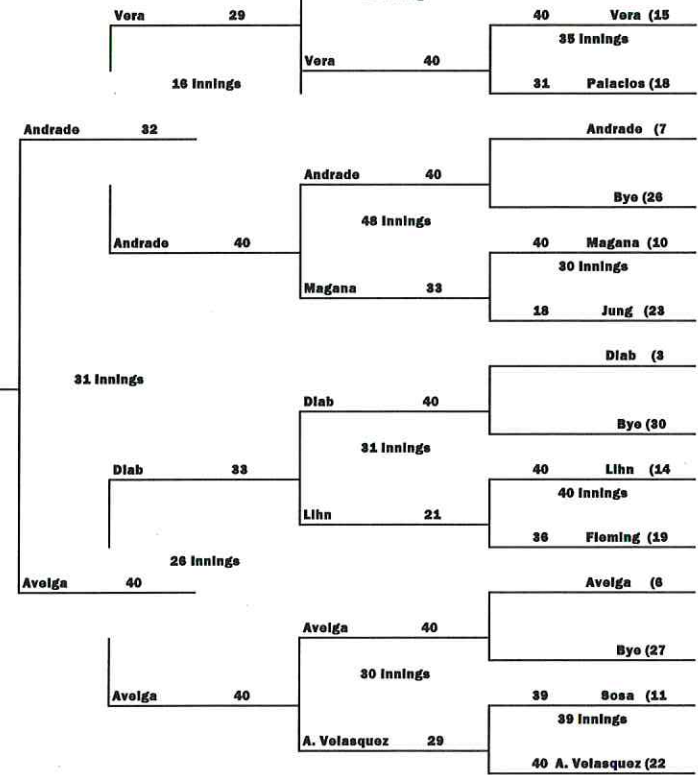 Vera 29
40 Vera (15
35 Innings
Vera 40
16 Innings
31 Palacios (18
Andrade 32
Andrade (7
Andrade 40
Bye (26
48 Innings
Andrade 40
40 Magana (10
30 Innings
Magana 33
18 Jung (23
Diab (3
31 Innings
Diab 40
Bye (30
31 Innings
Diab 33
40 Lihn (14
40 Innings
Lihn 21
36 Fleming (19
26 Innings
Avelga 40
Avelga (6
Avelga 40
Bye (27
30 Innings
Avelga 40
39 Sosa (11
39 Innings
A. Velasquez 29
40 A. Velasquez (22